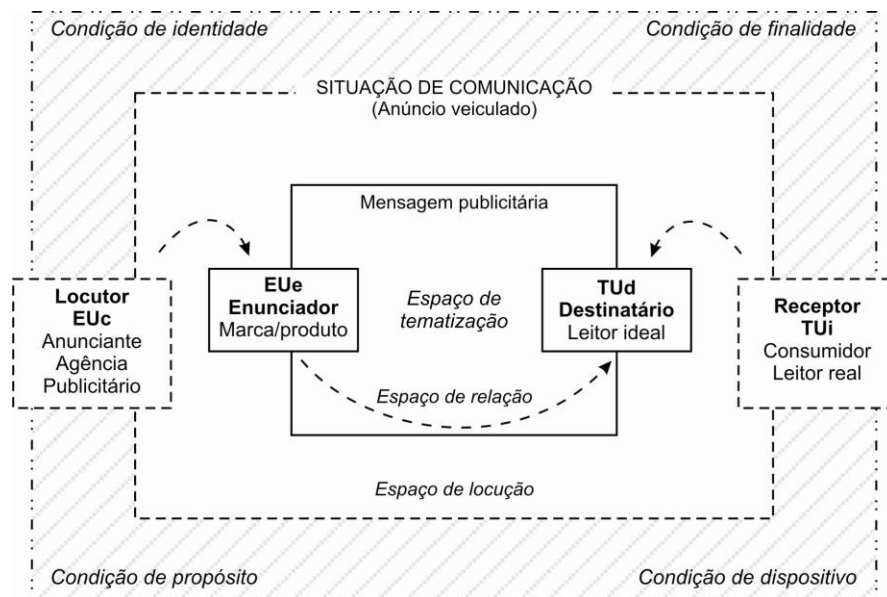 Condição de identidade
Condição de finalidade
SITUAÇÃO DE COMUNICAÇÃO
(Anúncio veiculado)
Mensagem publicitária
Locutor
EUc
Anunciante
Agência
Publicitário
EUe
Enunciador
Marca/produto
Espaço de
tematização
TUd
Destinatário
Leitor ideal
Receptor
TUi
Consumidor
Leitor real
Espaço de relação
Espaço de locução
Condição de propósito
Condição de dispositivo